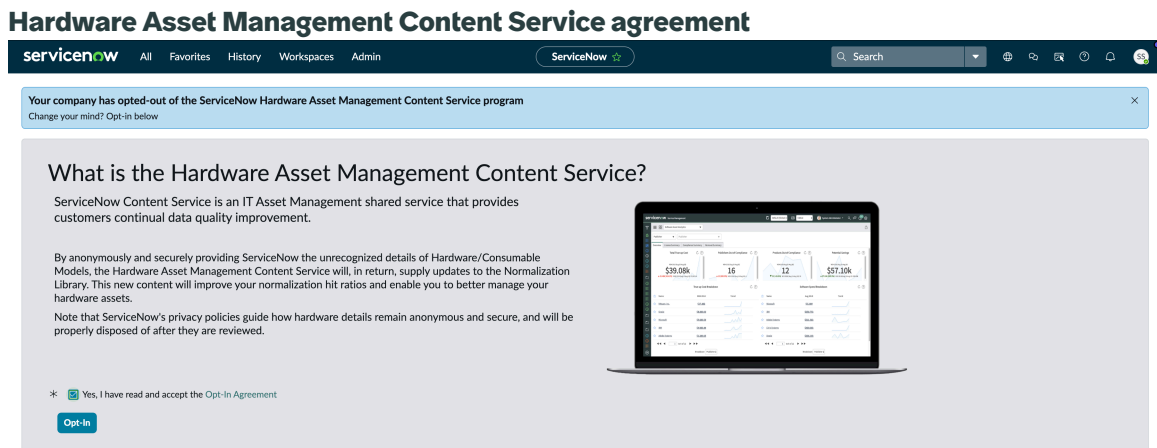 Hardware Asset Management Content Service agreement
servicenow All Favorites History Workspaces Admin ServiceNow Search SS
Your company has opted-out of the ServiceNow Hardware Asset Management Content Service program
Change your mind? Opt-in below
What is the Hardware Asset Management Content Service?
ServiceNow Content Service is an IT Asset Management shared service that provides
customers continual data quality improvement.
By anonymously and securely providing ServiceNow the unrecognized details of Hardware/Consumable
Models, the Hardware Asset Management Content Service will, in return, supply updates to the Normalization
Library. This new content will improve your normalization hit ratios and enable you to better manage your
hardware assets.
Note that ServiceNow's privacy policies guide how hardware details remain anonymous and secure, and will be
properly disposed of after they are reviewed.
servicenow
$39.08k 16 12 $57.10k
Yes, I have read and accept the Opt-In Agreement
Opt-In